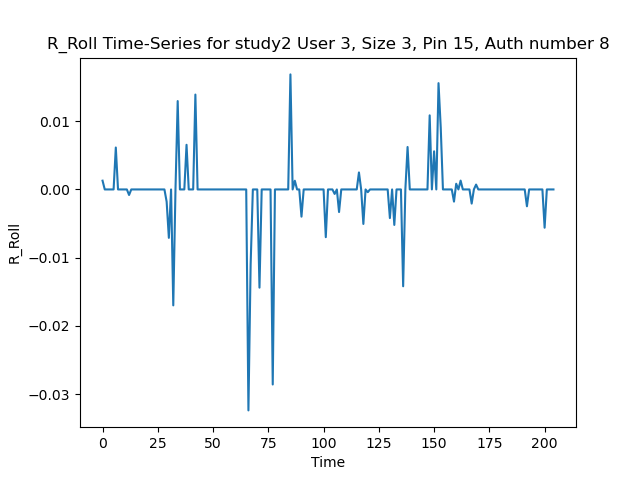 R_Roll Time-Series for study2 User 3, Size 3, Pin 15, Auth number 8
0.01
0.00
−0.01
−0.02
−0.03
R_Roll
0 25 50 75 100 125 150 175 200
Time